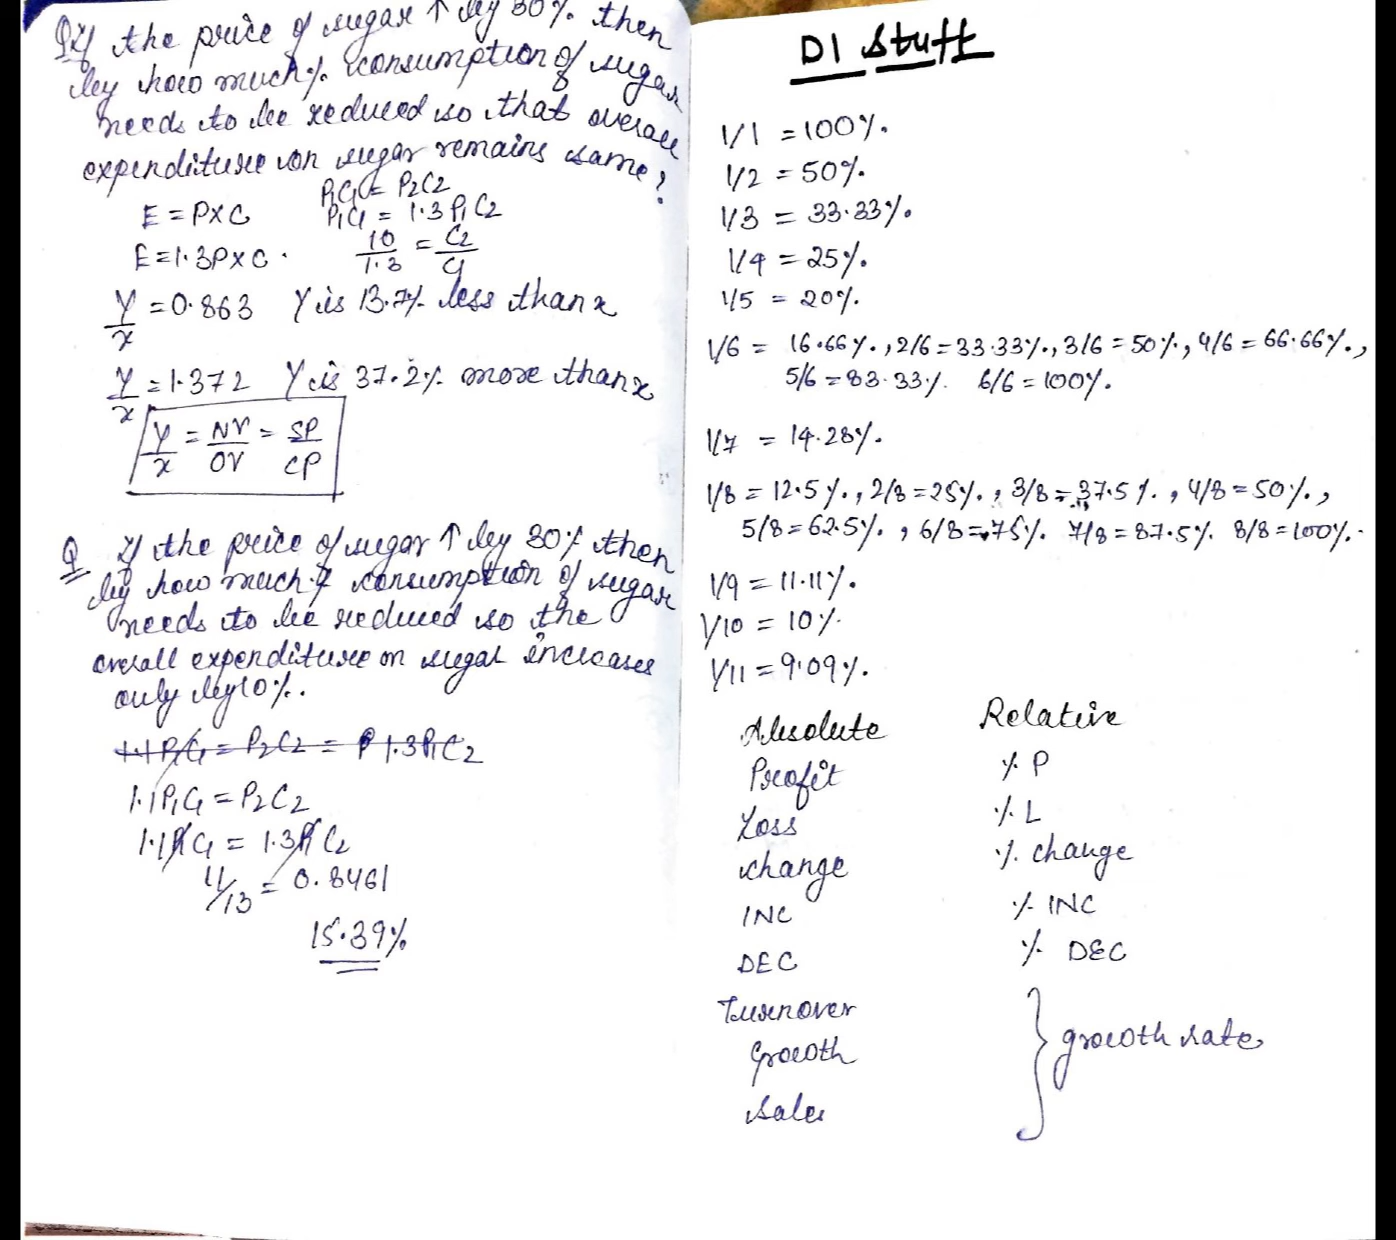 Q If the price of sugar ↑ by 30% then
by how much % consumption of sugar
needs to be reduced so that overall
expenditure on sugar remains same?
P1C1 = P2C2
E = P×C P1C1 = 1.3P1C2
E = 1.3P×C. 10/1.3 = C2/C1
Y/x = 0.863 Y is 13.7% less than x
Y/x = 1.372 Y is 37.2% more than x
Y/x = NV/OV = SP/CP
Q If the price of sugar ↑ by 30% then
by how much % consumption of sugar
needs to be reduced so the
overall expenditure on sugar increases
only by 10%.
1.1P1C1 = P2C2 = P 1.3P1C2
1.1P1C1 = P2C2
1.1P1C1 = 1.3P1C2
11/13 = 0.8461
15.39%
DI Stuff
1/1 = 100%.
1/2 = 50%.
1/3 = 33.33%.
1/4 = 25%.
1/5 = 20%.
1/6 = 16.66%., 2/6 = 33.33%., 3/6 = 50%., 4/6 = 66.66%.,
5/6 = 83.33%. 6/6 = 100%.
1/7 = 14.28%.
1/8 = 12.5%., 2/8 = 25%., 3/8 = 37.5%., 4/8 = 50%.,
5/8 = 62.5%., 6/8 = 75%. 7/8 = 87.5%. 8/8 = 100%.
1/9 = 11.11%.
1/10 = 10%.
1/11 = 9.09%.
Absolute Relative
Profit % P
Loss % L
change % change
INC % INC
DEC % DEC
Turnover
Growth } growth rate
Sales